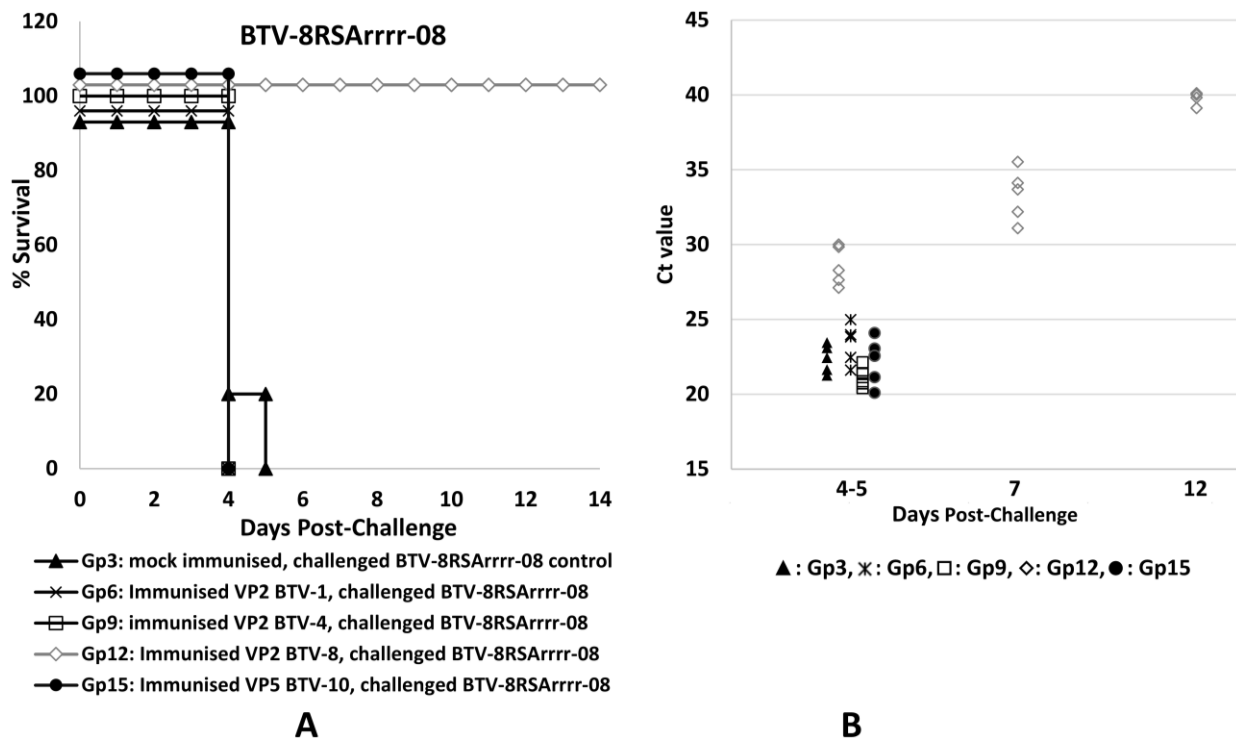 BTV-8RSArrrr-08
120
100
80
60
40
20
0
% Survival
0 2 4 6 8 10 12 14
Days Post-Challenge
Gp3: mock immunised, challenged BTV-8RSArrrr-08 control
Gp6: Immunised VP2 BTV-1, challenged BTV-8RSArrrr-08
Gp9: immunised VP2 BTV-4, challenged BTV-8RSArrrr-08
Gp12: Immunised VP2 BTV-8, challenged BTV-8RSArrrr-08
Gp15: Immunised VP5 BTV-10, challenged BTV-8RSArrrr-08
A
45
40
35
30
25
20
15
Ct value
4-5 7 12
Days Post-Challenge
▲: Gp3, ⚹: Gp6, □: Gp9, ◇: Gp12, ●: Gp15
B